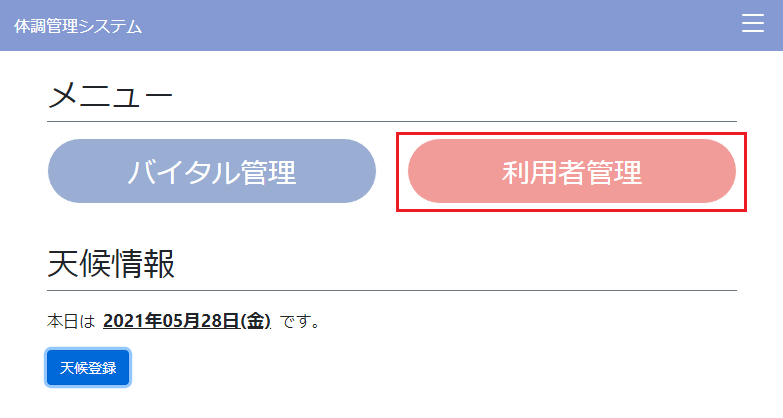 体調管理システム
メニュー
バイタル管理 利用者管理
天候情報
本日は 2021年05月28日(金) です。
天候登録